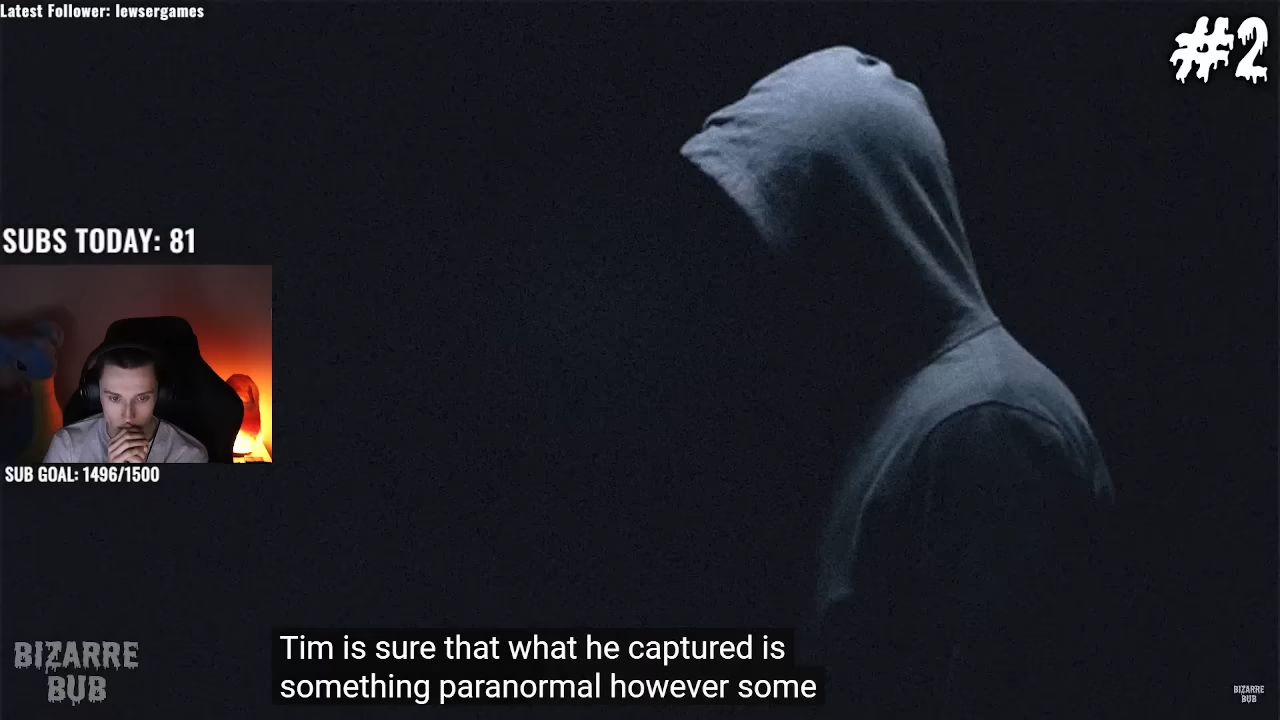 Latest Follower: lewsergames
#2
SUBS TODAY: 81
SUB GOAL: 1496/1500
BIZARRE
BUB
Tim is sure that what he captured is
something paranormal however some
BIZARRE
BUB